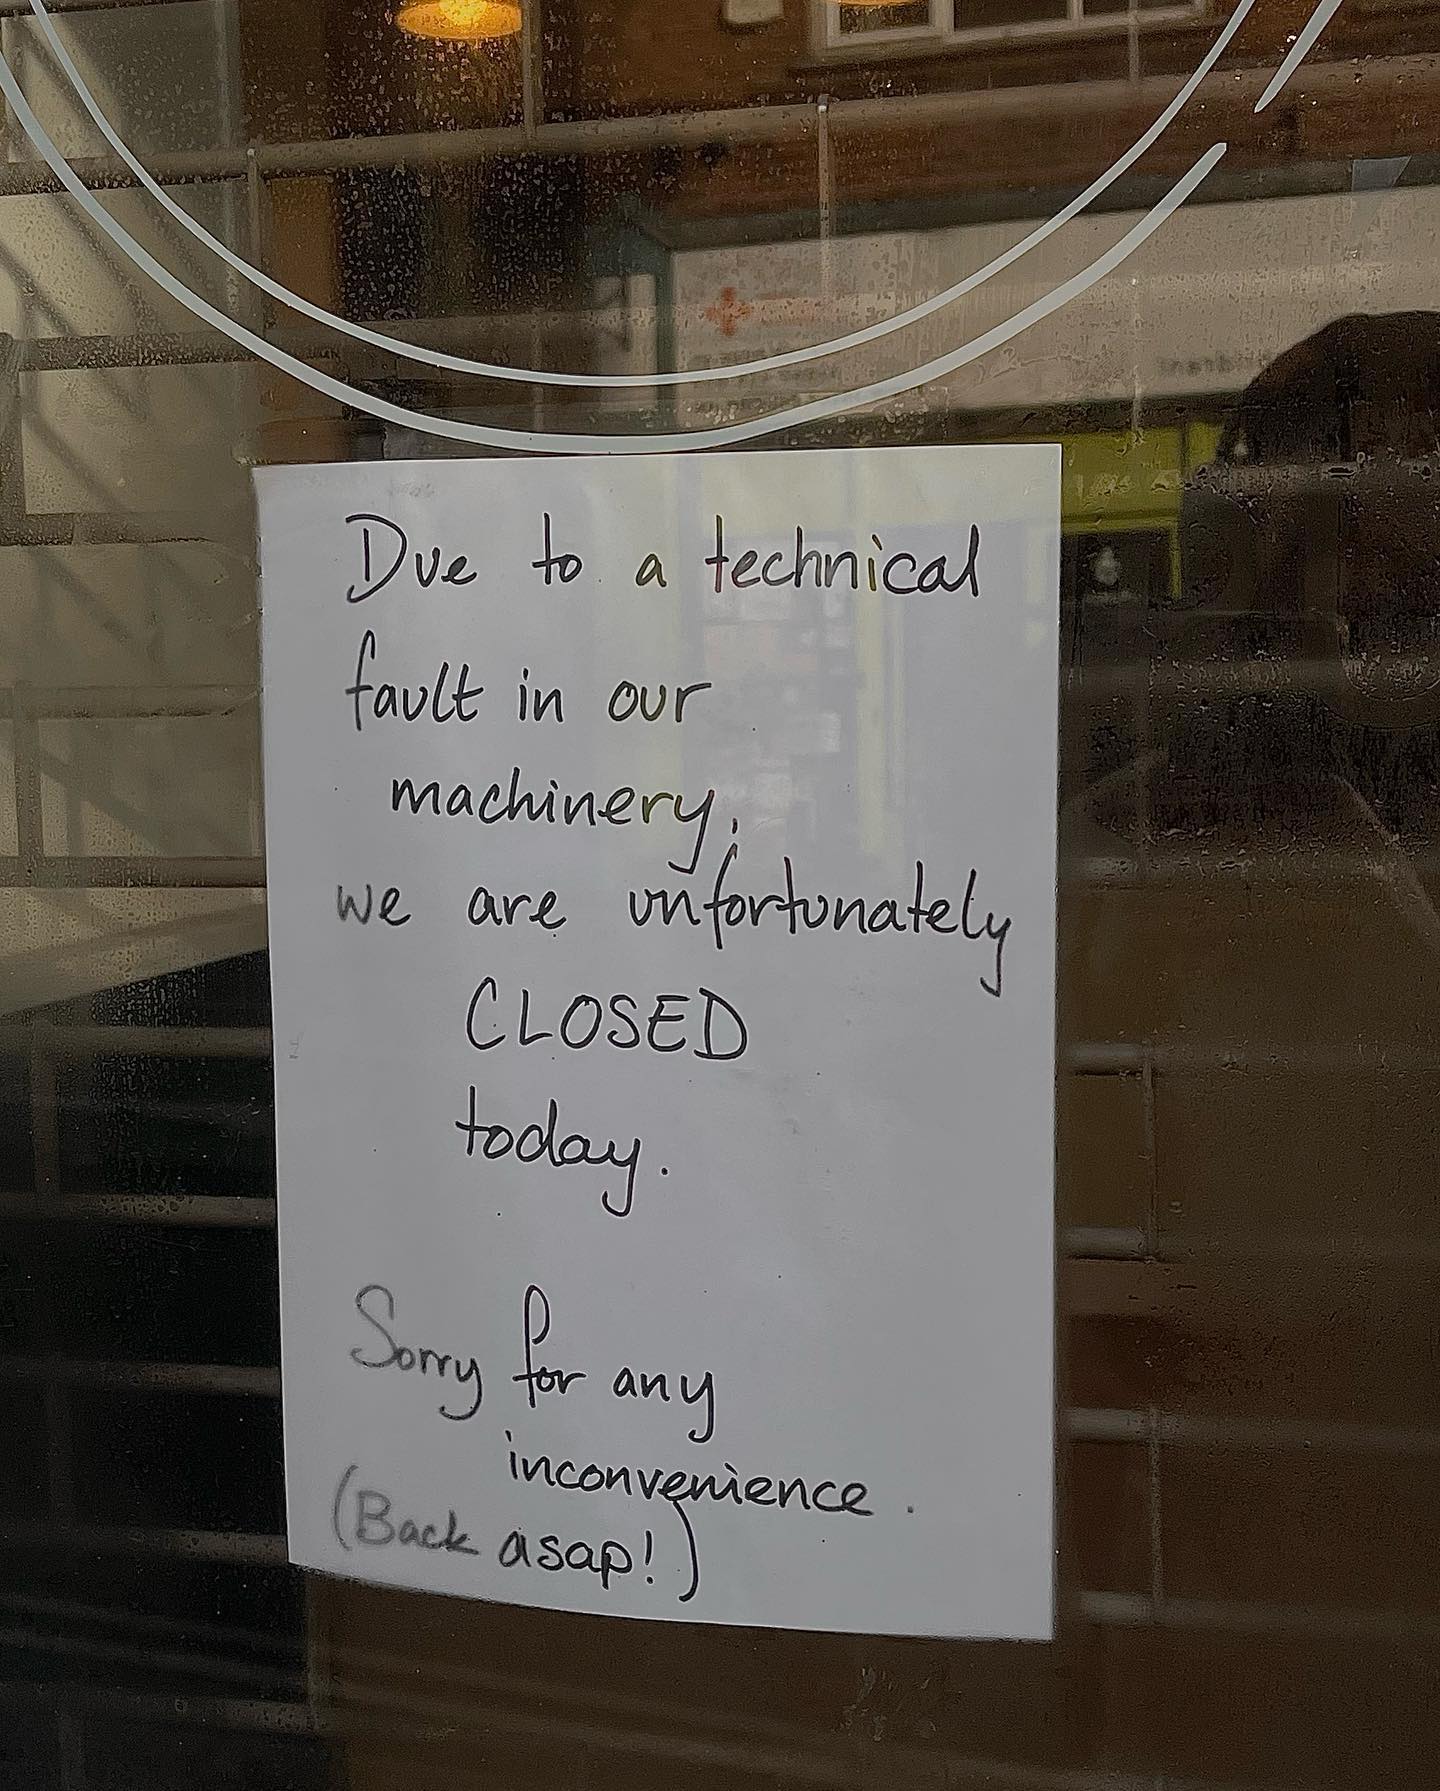 Due to a technical
fault in our
machinery,
we are unfortunately
CLOSED
today.
Sorry for any
inconvenience.
(Back asap!)